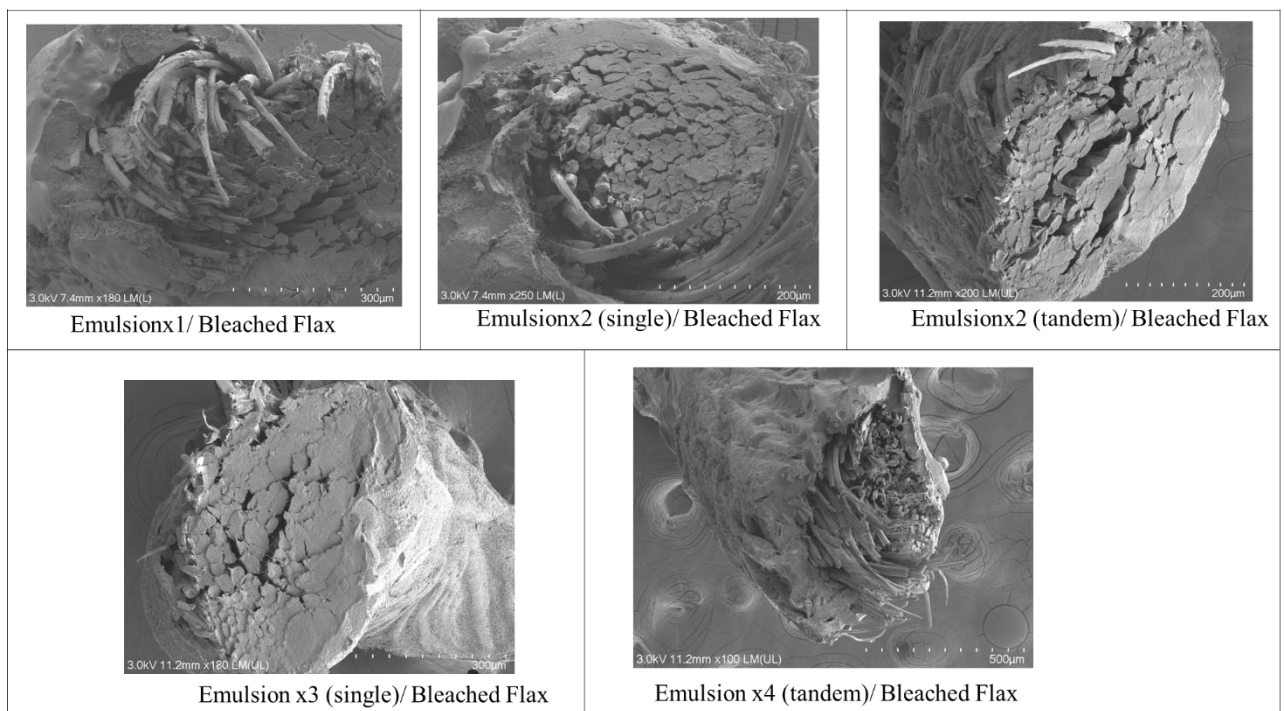 3.0kV 7.4mm x180 LM(L) 300µm
Emulsionx1/ Bleached Flax
3.0kV 7.4mm x250 LM(L) 200µm
Emulsionx2 (single)/ Bleached Flax
3.0kV 11.2mm x200 LM(UL) 200µm
Emulsionx2 (tandem)/ Bleached Flax
3.0kV 11.2mm x180 LM(UL) 300µm
Emulsion x3 (single)/ Bleached Flax
3.0kV 11.2mm x100 LM(UL) 500µm
Emulsion x4 (tandem)/ Bleached Flax